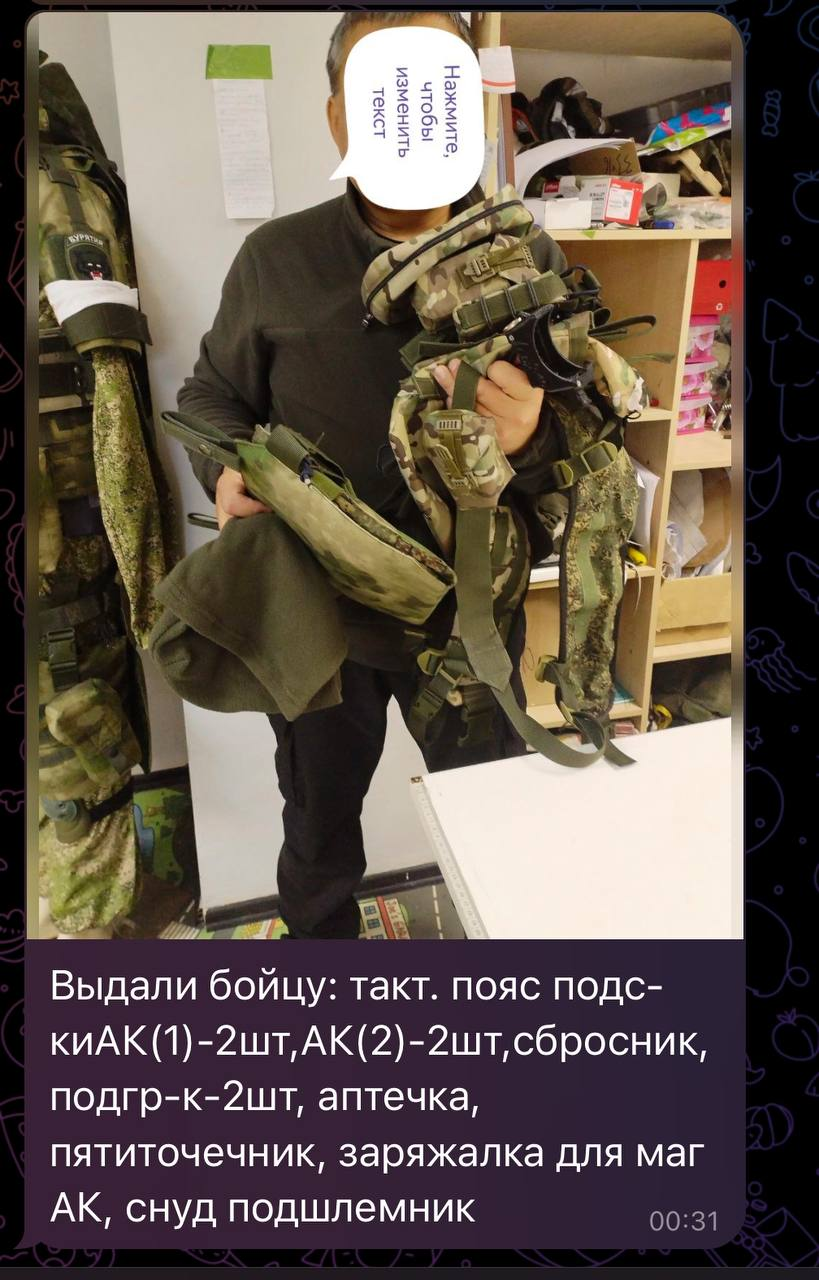 Нажмите,
чтобы
изменить
текст
БУРЯТИЯ
Выдали бойцу: такт. пояс подс-
киАК(1)-2шт,АК(2)-2шт,сбросник,
подгр-к-2шт, аптечка,
пятиточечник, заряжалка для маг
АК, снуд подшлемник
00:31